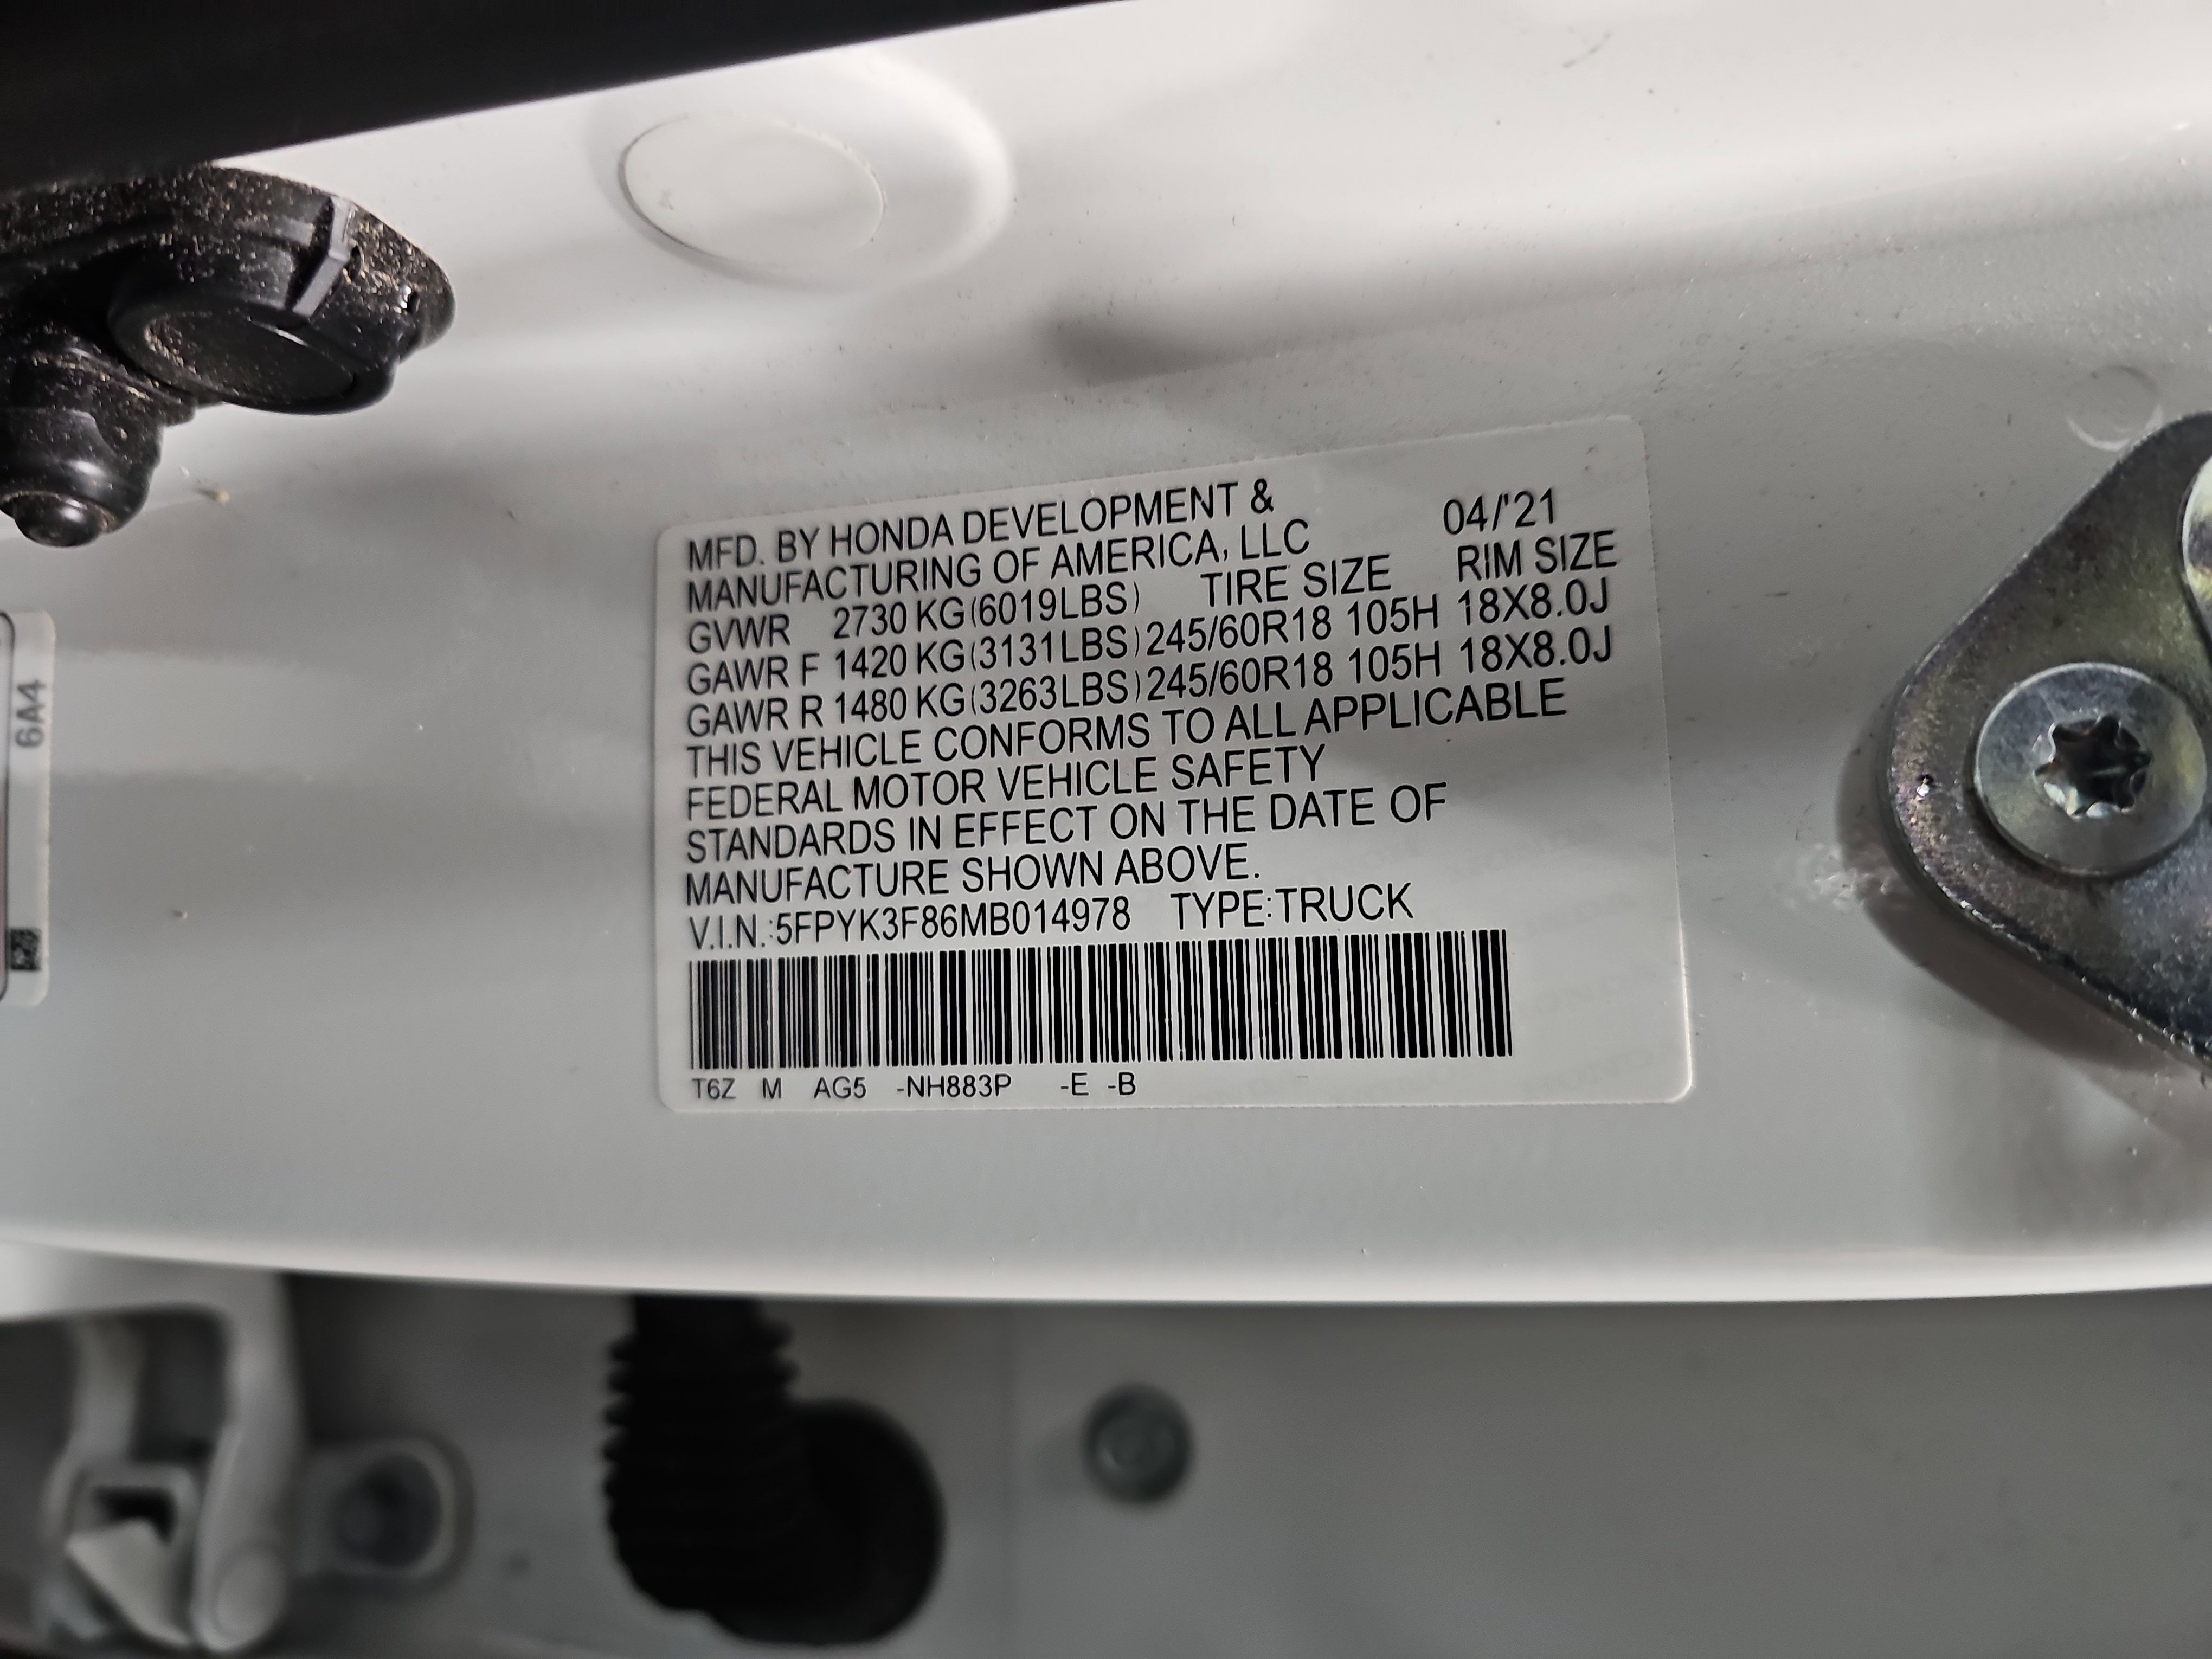 MFD. BY HONDA DEVELOPMENT &
MANUFACTURING OF AMERICA, LLC 04/'21
GVWR 2730 KG(6019LBS) TIRE SIZE RIM SIZE
GAWR F 1420 KG(3131LBS) 245/60R18 105H 18X8.0J
GAWR R 1480 KG(3263LBS) 245/60R18 105H 18X8.0J
THIS VEHICLE CONFORMS TO ALL APPLICABLE
FEDERAL MOTOR VEHICLE SAFETY
STANDARDS IN EFFECT ON THE DATE OF
MANUFACTURE SHOWN ABOVE.
V.I.N.:5FPYK3F86MB014978 TYPE:TRUCK
T6Z M AG5 -NH883P -E -B
6A4